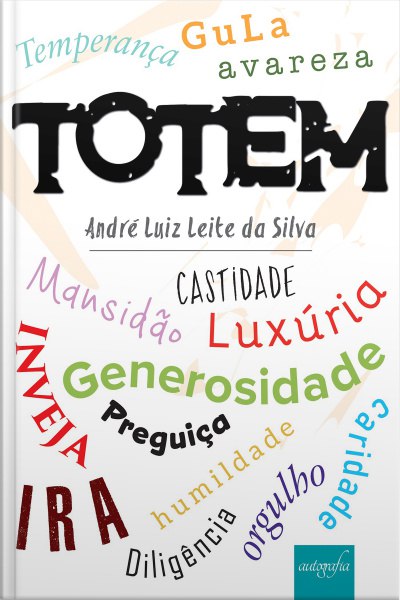 Temperança
GuLa
avareza
TOTEM
André Luiz Leite da Silva
Mansidão
CASTIDADE
Luxúria
INVEJA
Generosidade
Preguiça
caridade
humildade
IRA
orgulho
Diligência
autografia